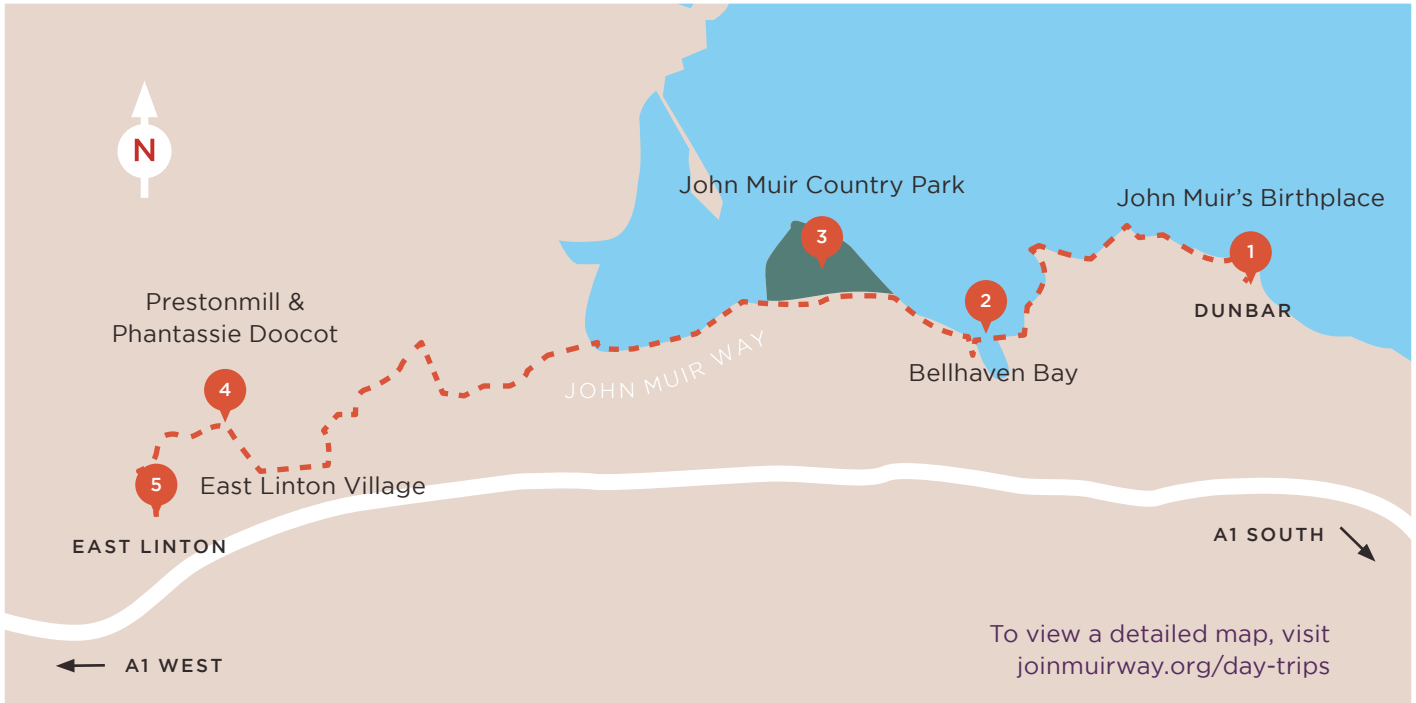 N
John Muir Country Park
3
John Muir's Birthplace
1
DUNBAR
2
Bellhaven Bay
Prestonmill &
Phantassie Doocot
4
JOHN MUIR WAY
5
East Linton Village
EAST LINTON
A1 SOUTH
A1 WEST
To view a detailed map, visit
joinmuirway.org/day-trips